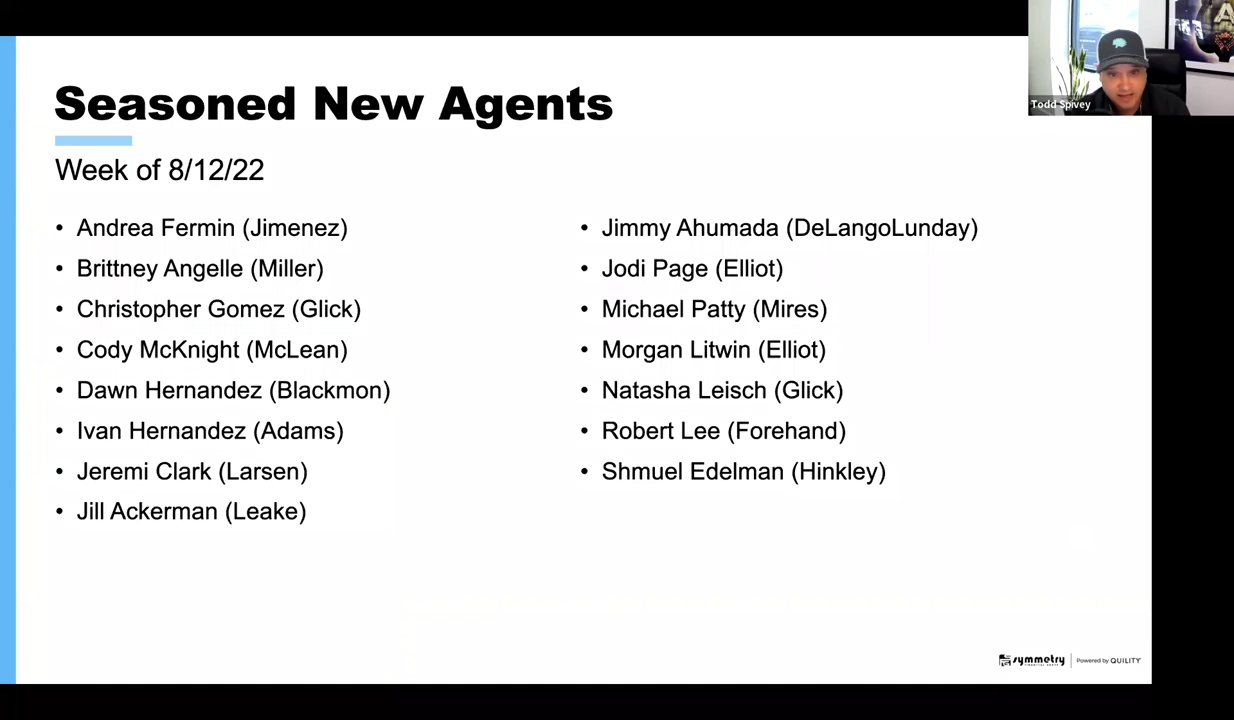 Seasoned New Agents
Week of 8/12/22
• Andrea Fermin (Jimenez)
• Brittney Angelle (Miller)
• Christopher Gomez (Glick)
• Cody McKnight (McLean)
• Dawn Hernandez (Blackmon)
• Ivan Hernandez (Adams)
• Jeremi Clark (Larsen)
• Jill Ackerman (Leake)
• Jimmy Ahumada (DeLangoLunday)
• Jodi Page (Elliot)
• Michael Patty (Mires)
• Morgan Litwin (Elliot)
• Natasha Leisch (Glick)
• Robert Lee (Forehand)
• Shmuel Edelman (Hinkley)
Todd Spivey
symmetry
Powered by QUILITY